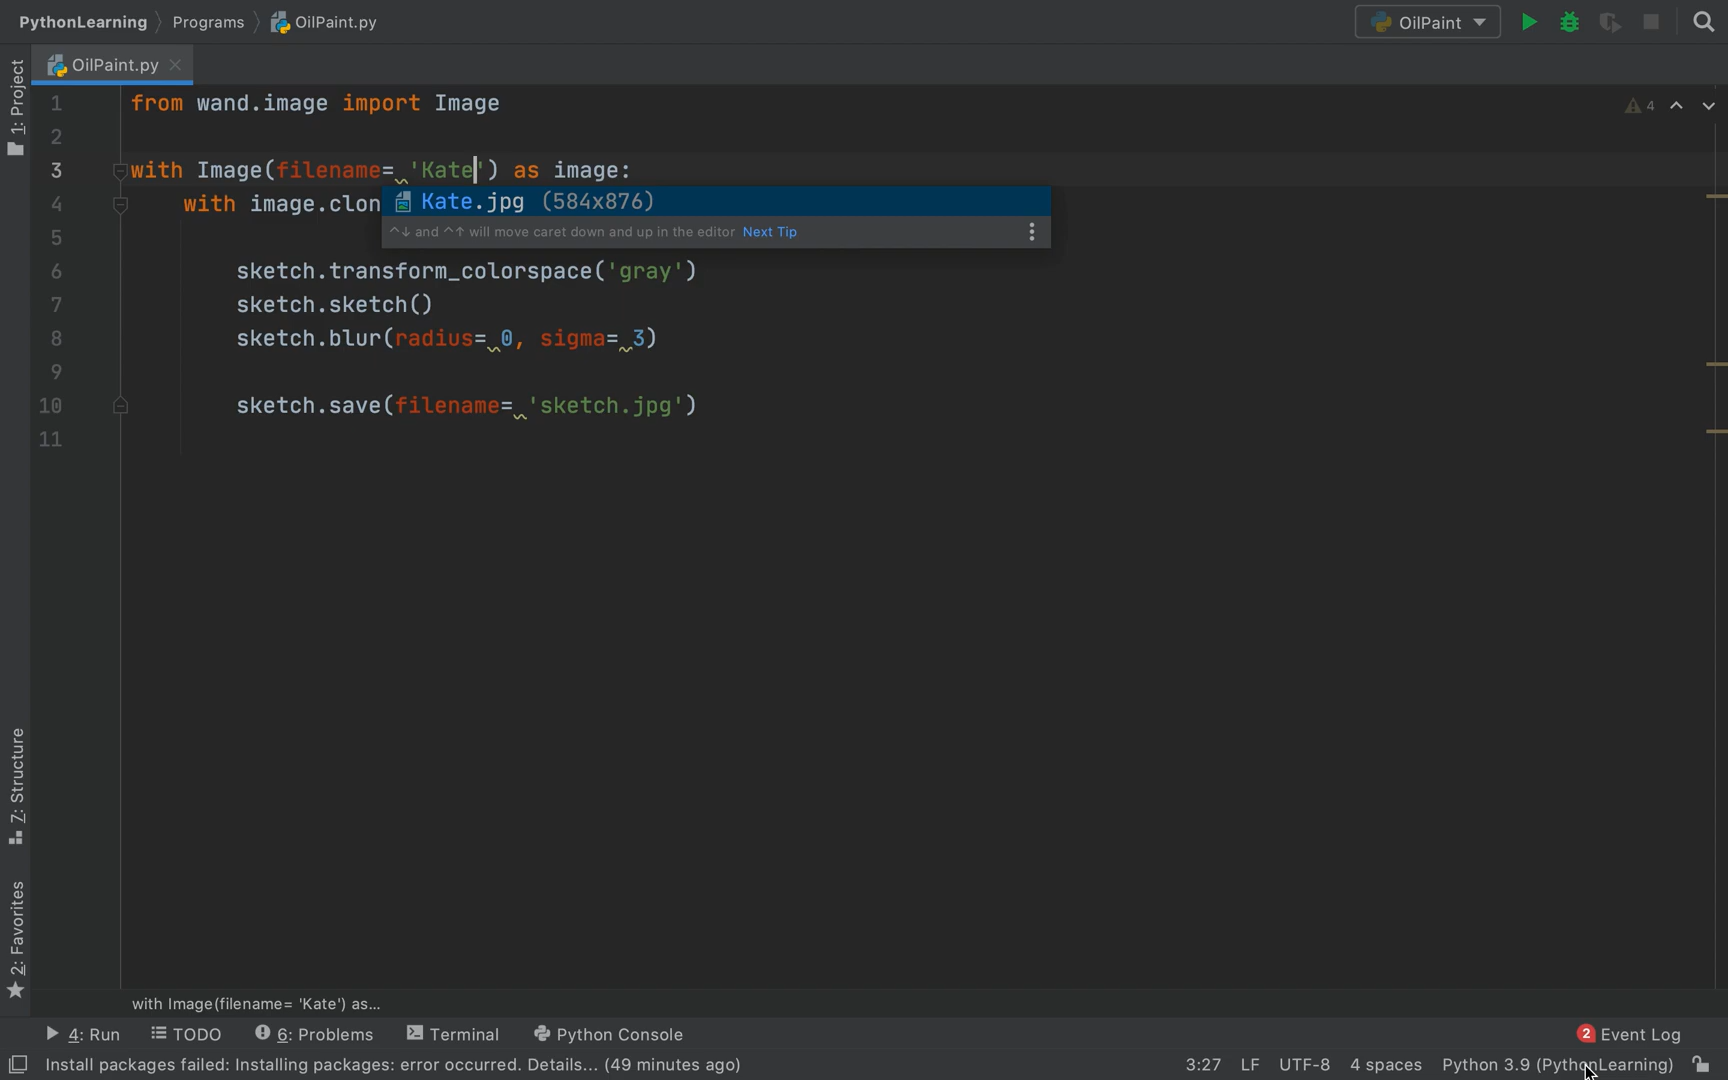 PythonLearning Programs OilPaint.py OilPaint
1: Project OilPaint.py
1 from wand.image import Image 4
2
3 with Image(filename= 'Kate') as image:
4 with image.clon
Kate.jpg (584x876)
^↓ and ^↑ will move caret down and up in the editor Next Tip
5
6 sketch.transform_colorspace('gray')
7 sketch.sketch()
8 sketch.blur(radius= 0, sigma= 3)
9
10 sketch.save(filename= 'sketch.jpg')
11
7: Structure
2: Favorites
with Image(filename= 'Kate') as...
4: Run TODO 6: Problems Terminal Python Console 2 Event Log
Install packages failed: Installing packages: error occurred. Details... (49 minutes ago) 3:27 LF UTF-8 4 spaces Python 3.9 (PythonLearning)